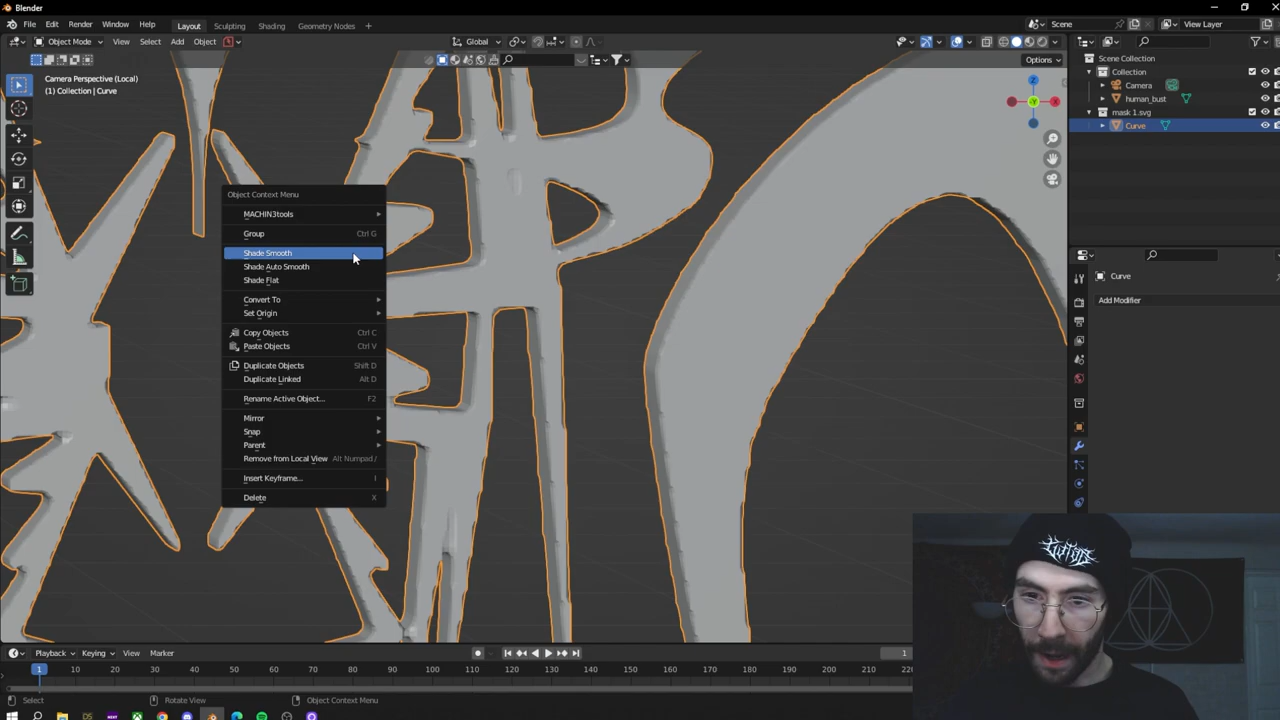 Blender
File Edit Render Window Help Layout Sculpting Shading Geometry Nodes + Scene View Layer
Object Mode View Select Add Object Global
Options
Camera Perspective (Local)
(1) Collection | Curve
Z
X
Y
Scene Collection
Collection
Camera
human_bust
mask 1.svg
Curve
Curve
Add Modifier
Object Context Menu
MACHIN3tools
Group Ctrl G
Shade Smooth
Shade Auto Smooth
Shade Flat
Convert To
Set Origin
Copy Objects Ctrl C
Paste Objects Ctrl V
Duplicate Objects Shift D
Duplicate Linked Alt D
Rename Active Object... F2
Mirror
Snap
Parent
Remove from Local View Alt Numpad /
Insert Keyframe... I
Delete X
Playback Keying View Marker 1
1 10 20 30 40 50 60 70 80 90 100 110 120 130 140 150 160 170 180 190 200 210 220
Select Rotate View Object Context Menu